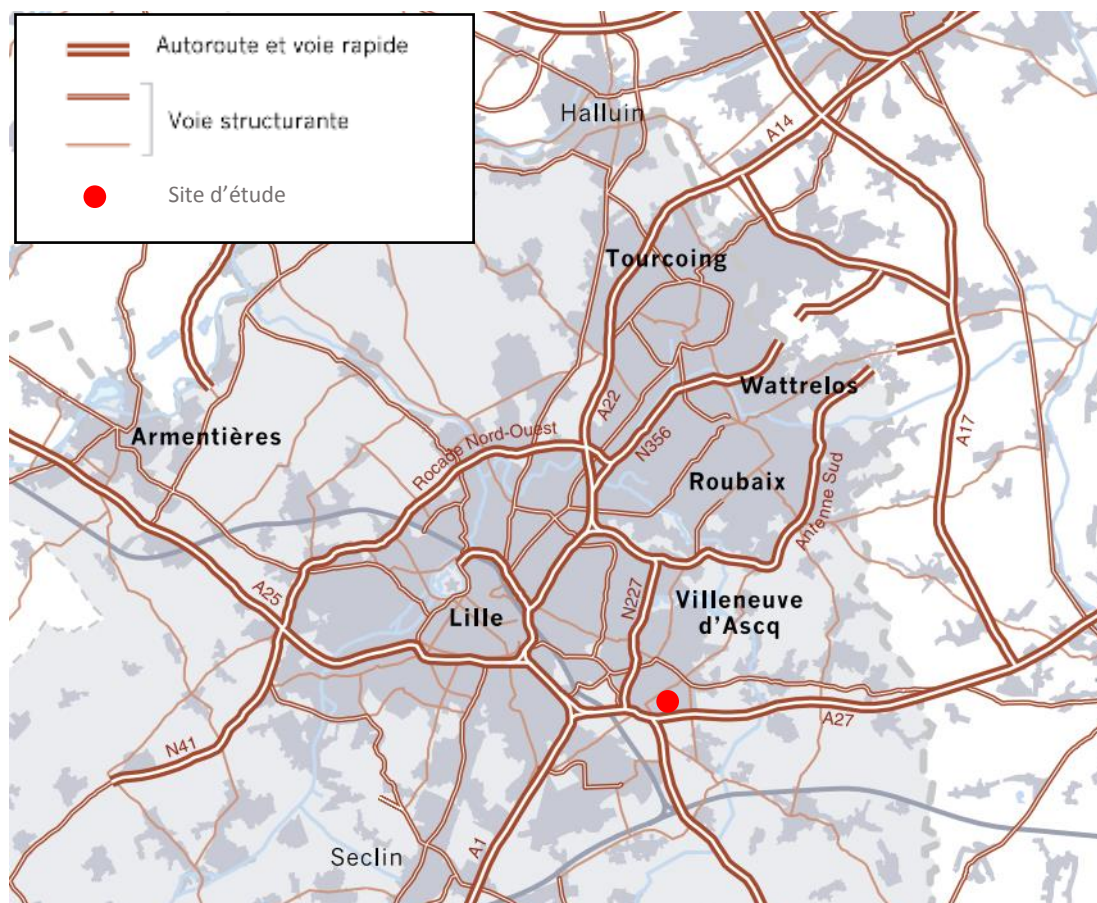 Autoroute et voie rapide
Voie structurante
Site d'étude
Halluin
A14
Tourcoing
Wattrelos
A22
Rocade Nord-Ouest
N356
A17
Armentières
Roubaix
Antenne Sud
A25
N227
Villeneuve
d'Ascq
Lille
A27
N41
A1
Seclin